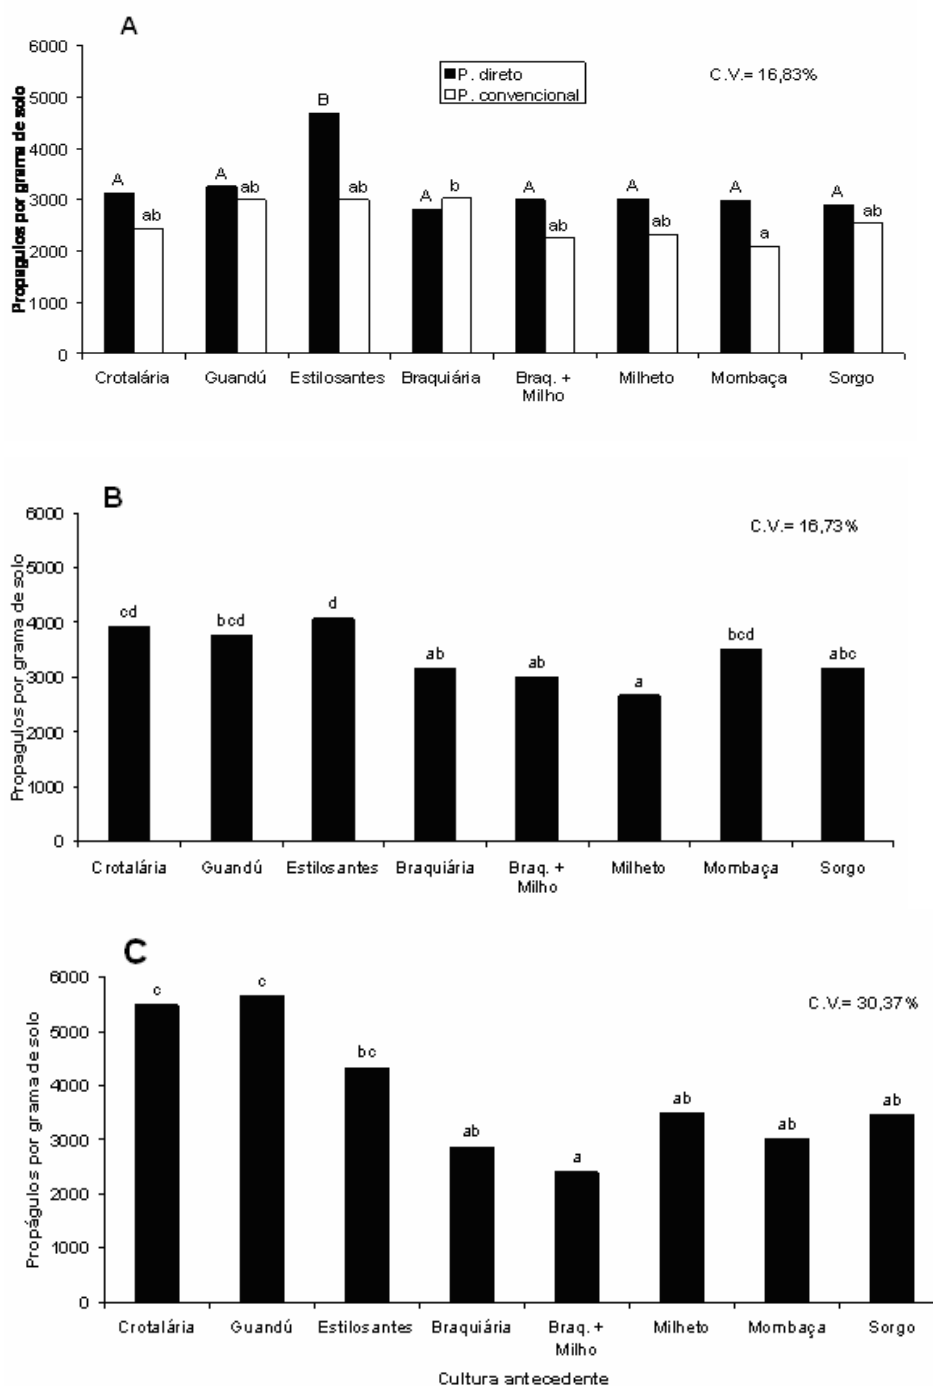 A
6000
5000
4000
3000
2000
1000
0
Propagulos por grama de solo
P. direto
P. convencional
C.V.= 16,83%
A
ab
A
ab
B
ab
A
b
A
ab
A
ab
A
a
A
ab
Crotalária Guandú Estilosantes Braquiária Braq. + Milheto Mombaça Sorgo
Milho
B
6000
5000
4000
3000
2000
1000
0
Propagulos por grama de solo
C.V.= 16,73%
cd
bcd
d
ab
ab
a
bcd
abc
Crotalária Guandú Estilosantes Braquiária Braq. + Milheto Mombaça Sorgo
Milho
C
6000
5000
4000
3000
2000
1000
0
Propágulos por grama de solo
C.V.= 30,37%
c
c
bc
ab
a
ab
ab
ab
Crotalária Guandú Estilosantes Braquiária Braq. + Milheto Mombaça Sorgo
Milho
Cultura antecedente